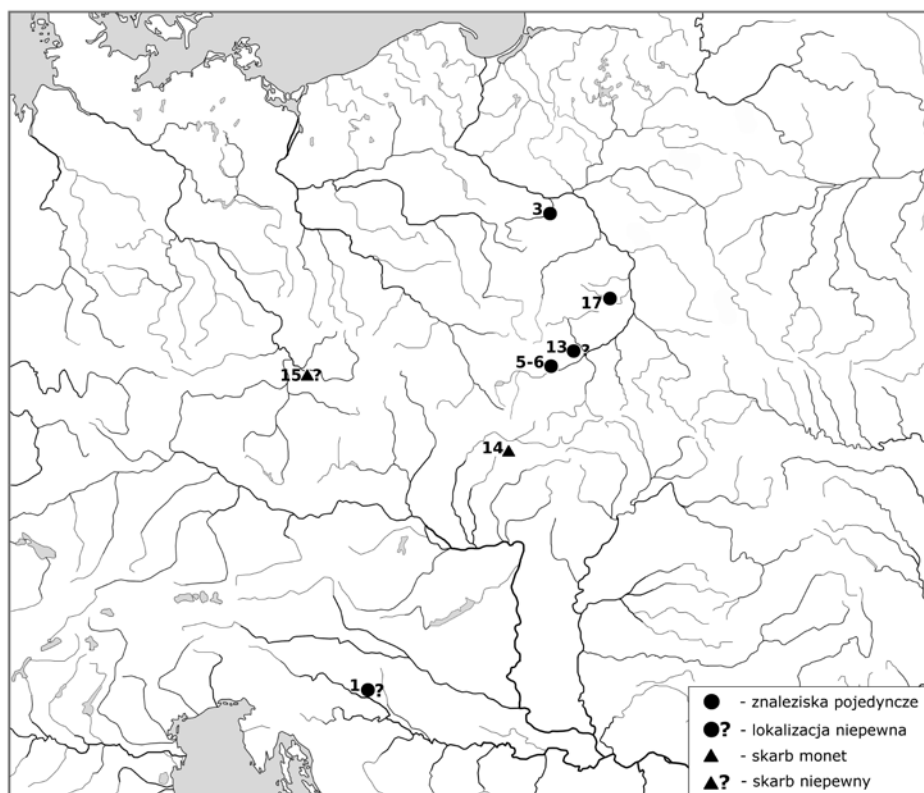 3
17
13 ?
5-6
15 ?
14
1 ?
- znaleziska pojedyncze
? - lokalizacja niepewna
- skarb monet
? - skarb niepewny